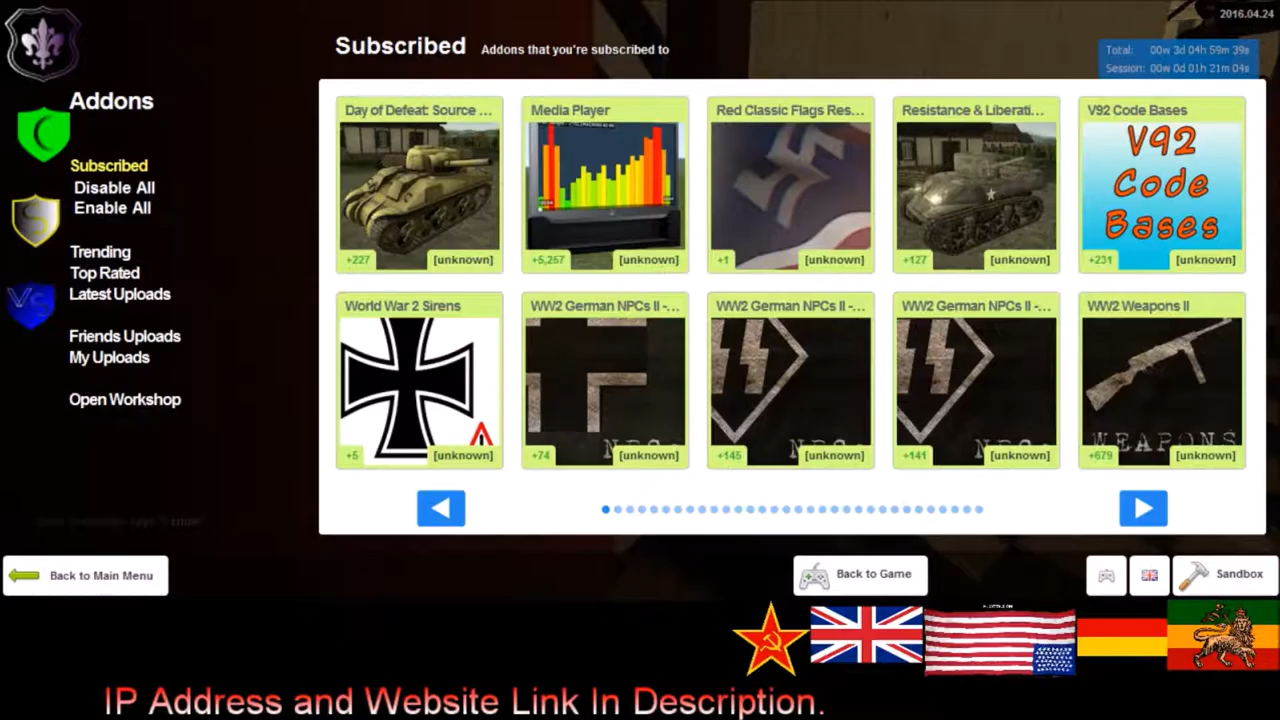 2016.04.24
Subscribed Addons that you're subscribed to
Total: 00w 3d 04h 59m 39s
Session: 00w 0d 01h 21m 04s
Addons
Subscribed
Disable All
Enable All
Trending
Top Rated
Latest Uploads
Friends Uploads
My Uploads
Open Workshop
Day of Defeat: Source ...
+227 [unknown]
Media Player
+5,257 [unknown]
Red Classic Flags Res...
+1 [unknown]
Resistance & Liberati...
+127 [unknown]
V92 Code Bases
V92
Code
Bases
+231 [unknown]
World War 2 Sirens
+5 [unknown]
WW2 German NPCs II -...
+74 [unknown]
WW2 German NPCs II -...
+145 [unknown]
WW2 German NPCs II -...
+141 [unknown]
WW2 Weapons II
WEAPONS
+679 [unknown]
Back to Main Menu
Back to Game
Sandbox
IP Address and Website Link In Description.